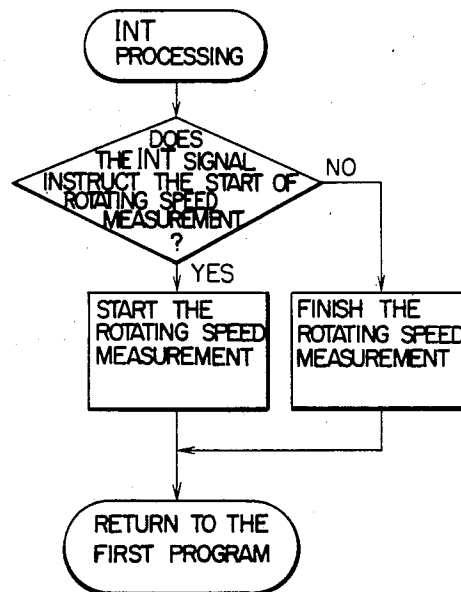 INT
PROCESSING
DOES
THE INT SIGNAL
INSTRUCT THE START OF
ROTATING SPEED
MEASUREMENT
?
NO
YES
START THE
ROTATING SPEED
MEASUREMENT
FINISH THE
ROTATING SPEED
MEASUREMENT
RETURN TO THE
FIRST PROGRAM